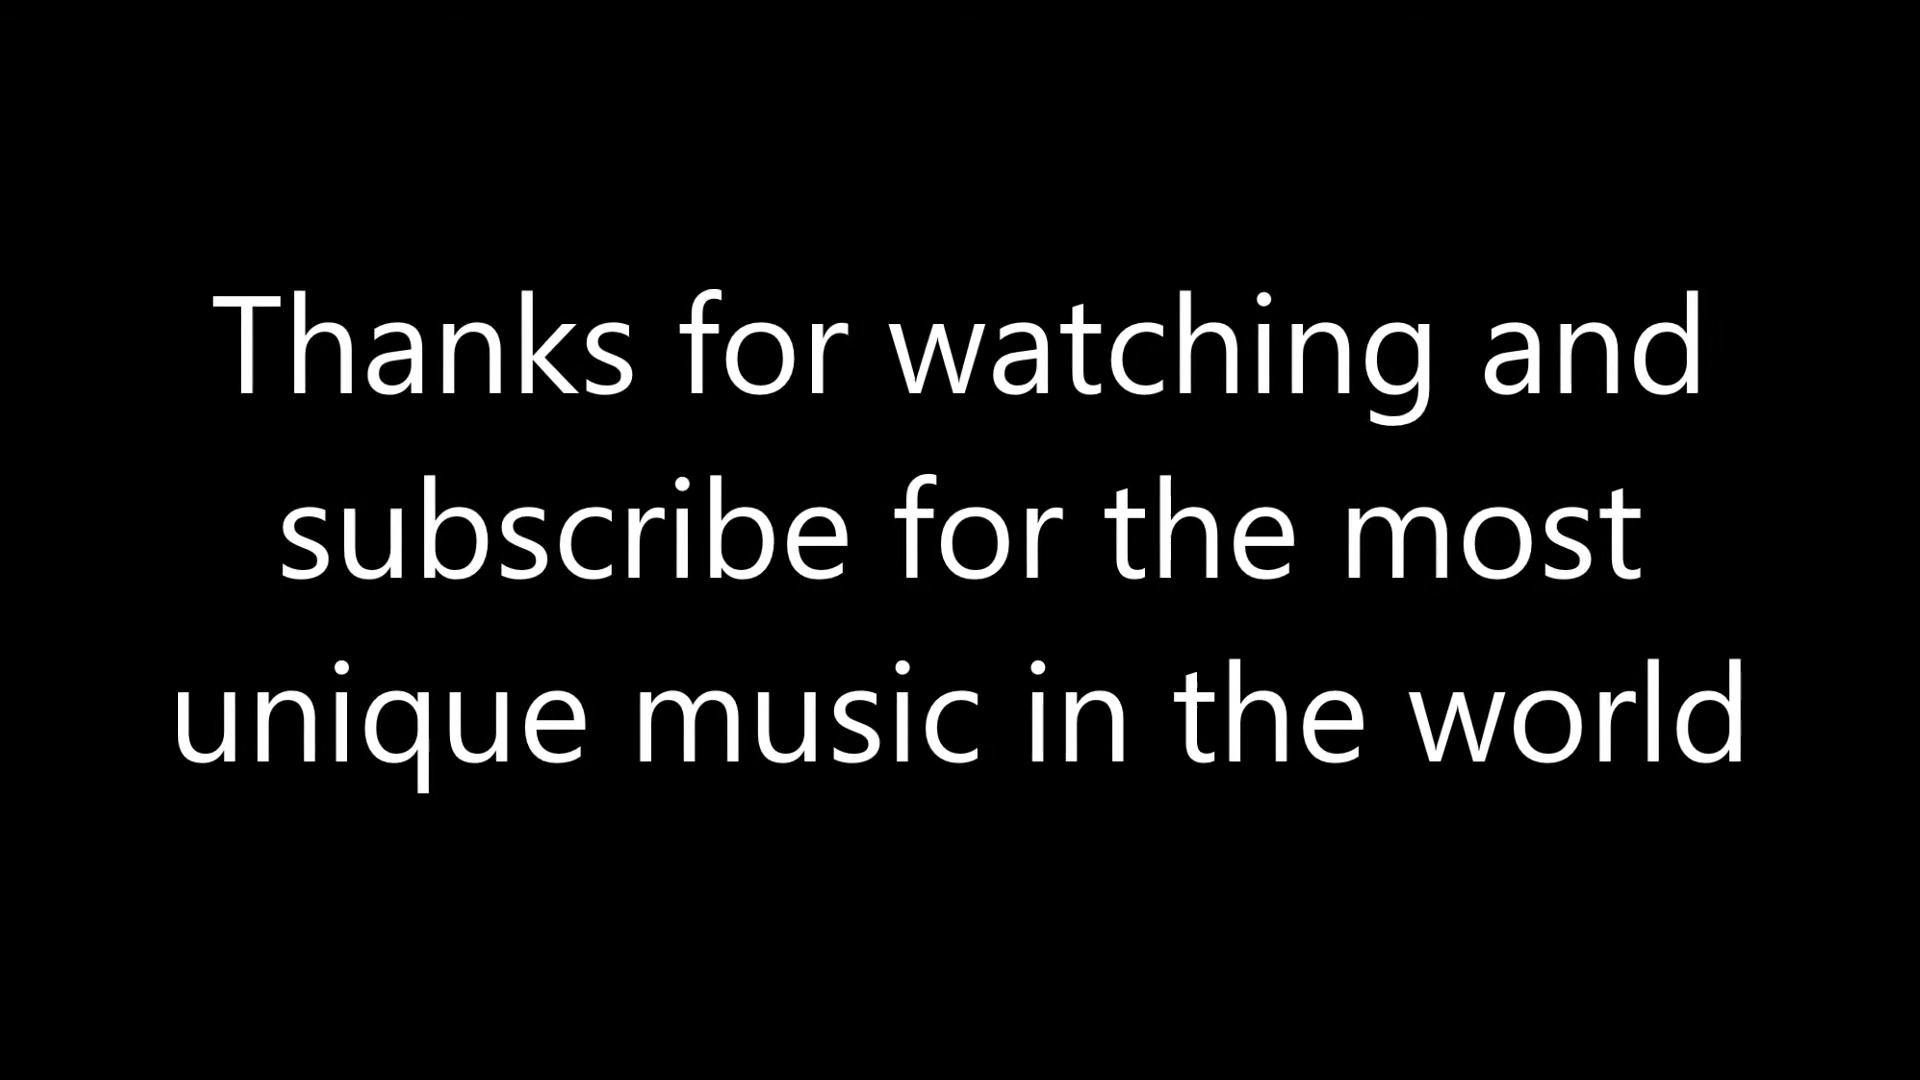 Thanks for watching and
subscribe for the most
unique music in the world